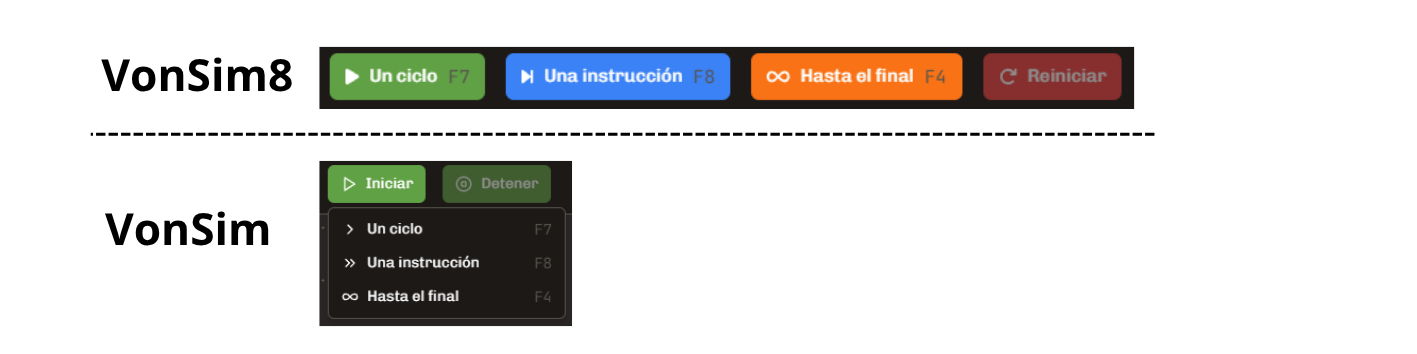 VonSim8
Un ciclo F7 Una instrucción F8 Hasta el final F4 Reiniciar
VonSim
Iniciar Detener
Un ciclo F7
Una instrucción F8
Hasta el final F4